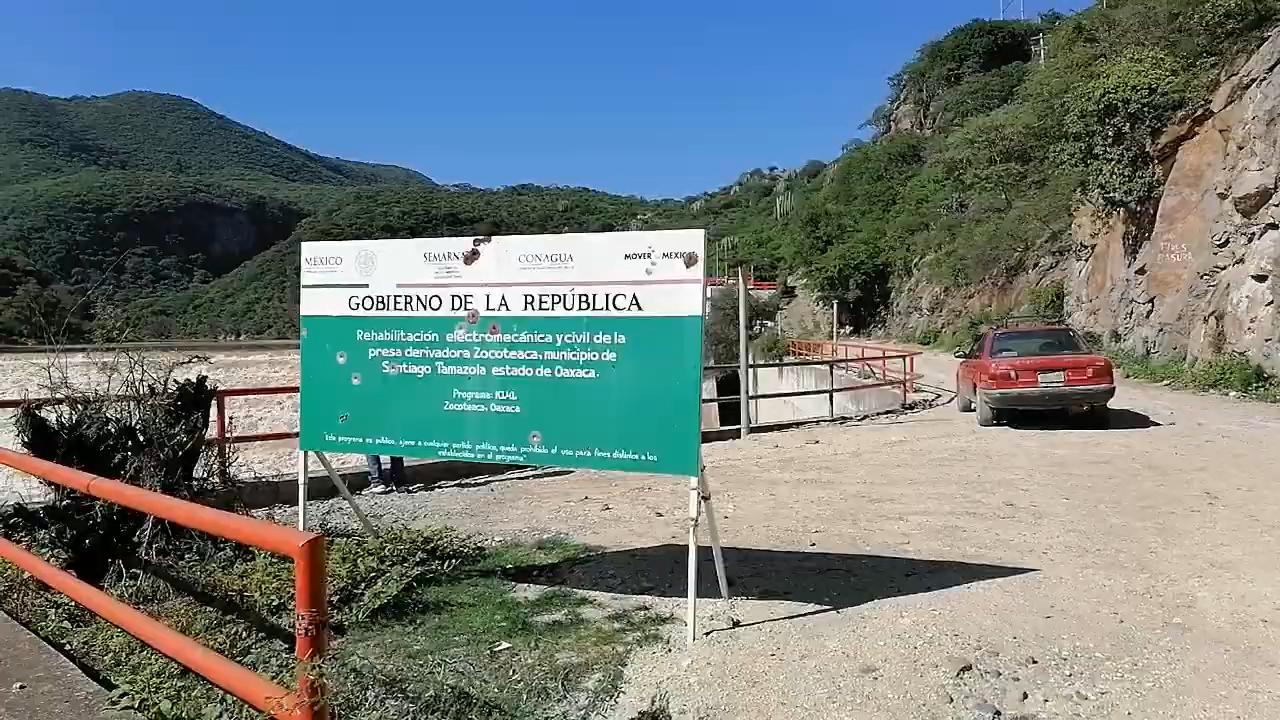 MÉXICO
SEMARNAT
CONAGUA
MOVER MÉXICO
GOBIERNO DE LA REPÚBLICA
Rehabilitación electromecánica y civil de la
presa derivadora Zocoteaca, municipio de
Santiago Tamazola estado de Oaxaca.
Programa:
Zocoteaca, Oaxaca
"Este programa es público, ajeno a cualquier partido político, queda prohibido el uso para fines distintos a los
establecidos en el programa"
BASURA